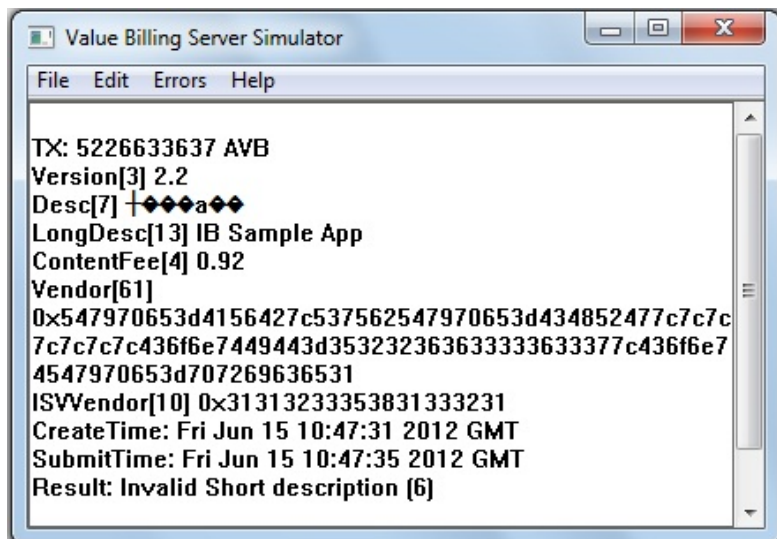 Value Billing Server Simulator
File Edit Errors Help
TX: 5226633637 AVB
Version[3] 2.2
Desc[7] ┼���a��
LongDesc[13] IB Sample App
ContentFee[4] 0.92
Vendor[61]
0x547970653d4156427c537562547970653d434852477c7c7c
7c7c7c7c436f6e7449443d353232363633333633377c436f6e7
4547970653d707269636531
ISVVendor[10] 0x31313233353831333231
CreateTime: Fri Jun 15 10:47:31 2012 GMT
SubmitTime: Fri Jun 15 10:47:35 2012 GMT
Result: Invalid Short description (6)